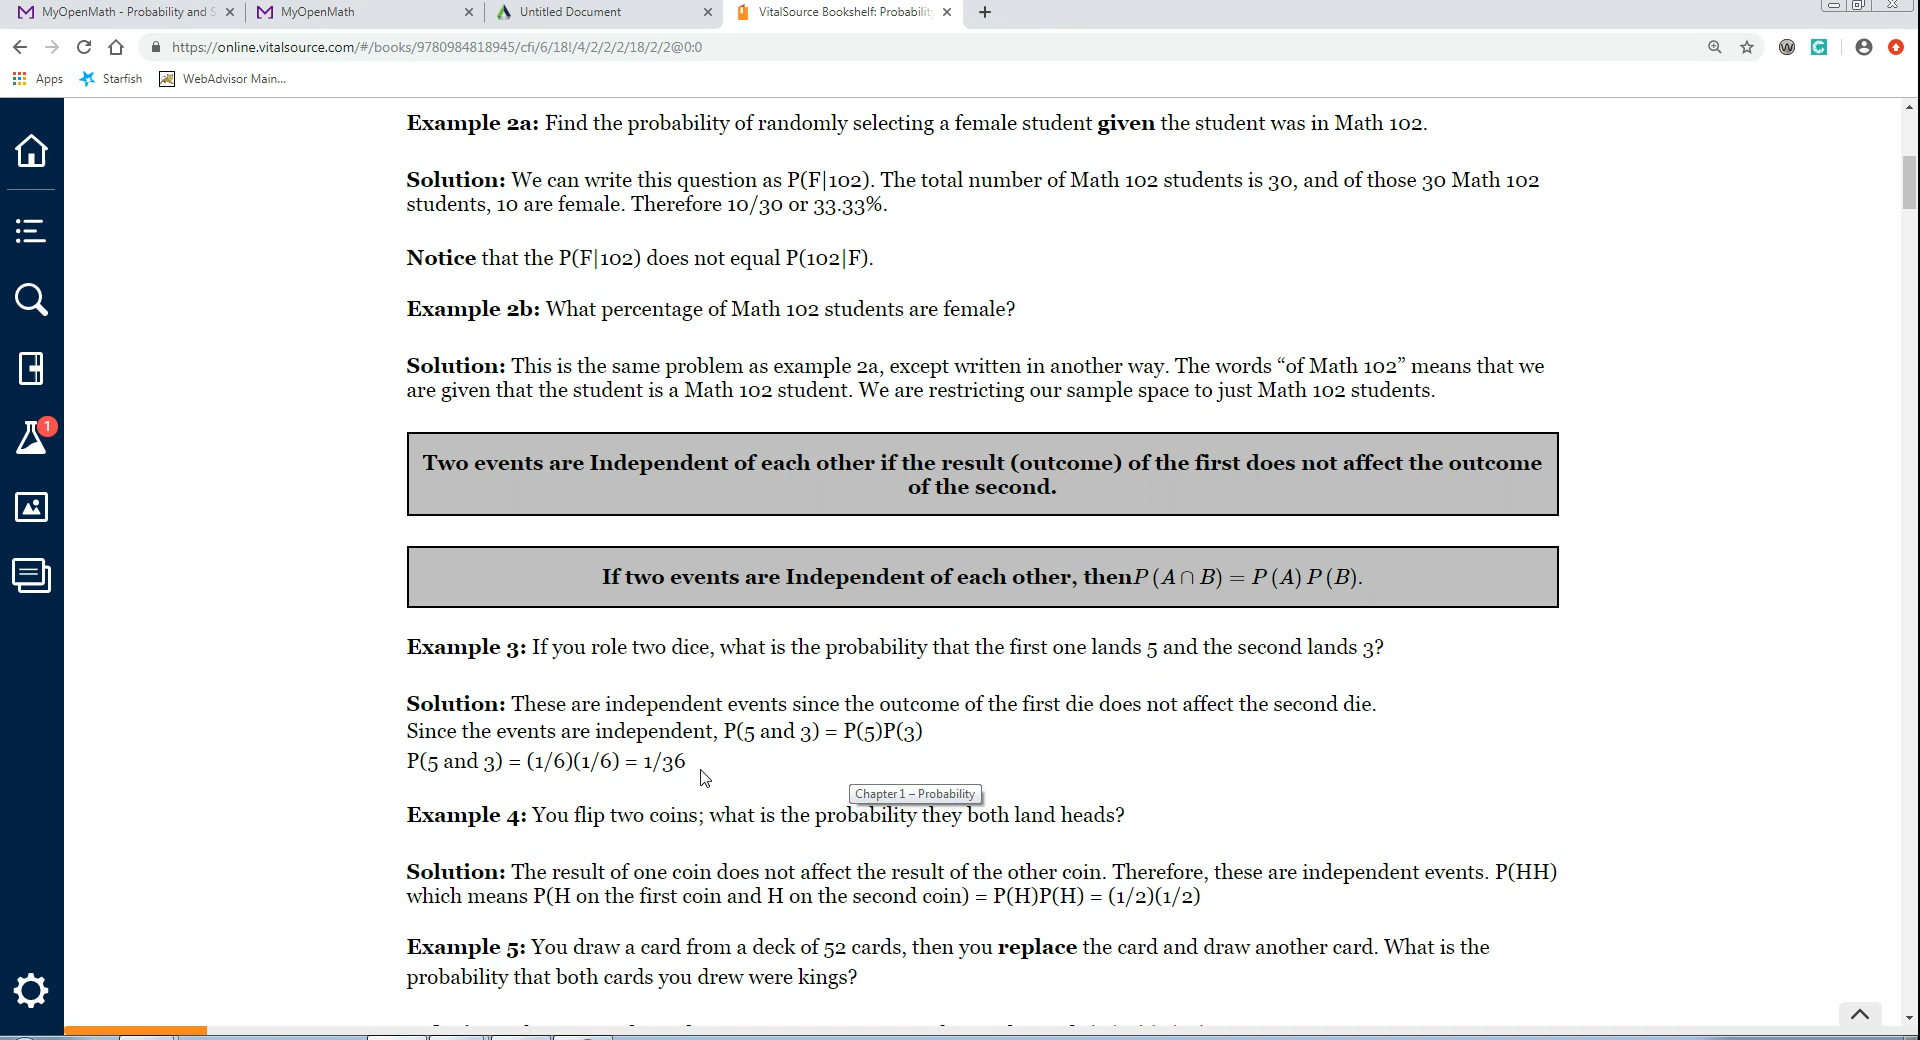 MyOpenMath - Probability and S
MyOpenMath
Untitled Document
VitalSource Bookshelf: Probability
https://online.vitalsource.com/#/books/9780984818945/cfi/6/18!/4/2/2/2/18/2/2@0:0
Apps
Starfish
WebAdvisor Main...
Example 2a: Find the probability of randomly selecting a female student given the student was in Math 102.
Solution: We can write this question as P(F|102). The total number of Math 102 students is 30, and of those 30 Math 102
students, 10 are female. Therefore 10/30 or 33.33%.
Notice that the P(F|102) does not equal P(102|F).
Example 2b: What percentage of Math 102 students are female?
Solution: This is the same problem as example 2a, except written in another way. The words “of Math 102” means that we
are given that the student is a Math 102 student. We are restricting our sample space to just Math 102 students.
1
Two events are Independent of each other if the result (outcome) of the first does not affect the outcome
of the second.
If two events are Independent of each other, thenP (A ∩ B) = P (A) P (B).
Example 3: If you role two dice, what is the probability that the first one lands 5 and the second lands 3?
Solution: These are independent events since the outcome of the first die does not affect the second die.
Since the events are independent, P(5 and 3) = P(5)P(3)
P(5 and 3) = (1/6)(1/6) = 1/36
Chapter 1 – Probability
Example 4: You flip two coins; what is the probability they both land heads?
Solution: The result of one coin does not affect the result of the other coin. Therefore, these are independent events. P(HH)
which means P(H on the first coin and H on the second coin) = P(H)P(H) = (1/2)(1/2)
Example 5: You draw a card from a deck of 52 cards, then you replace the card and draw another card. What is the
probability that both cards you drew were kings?